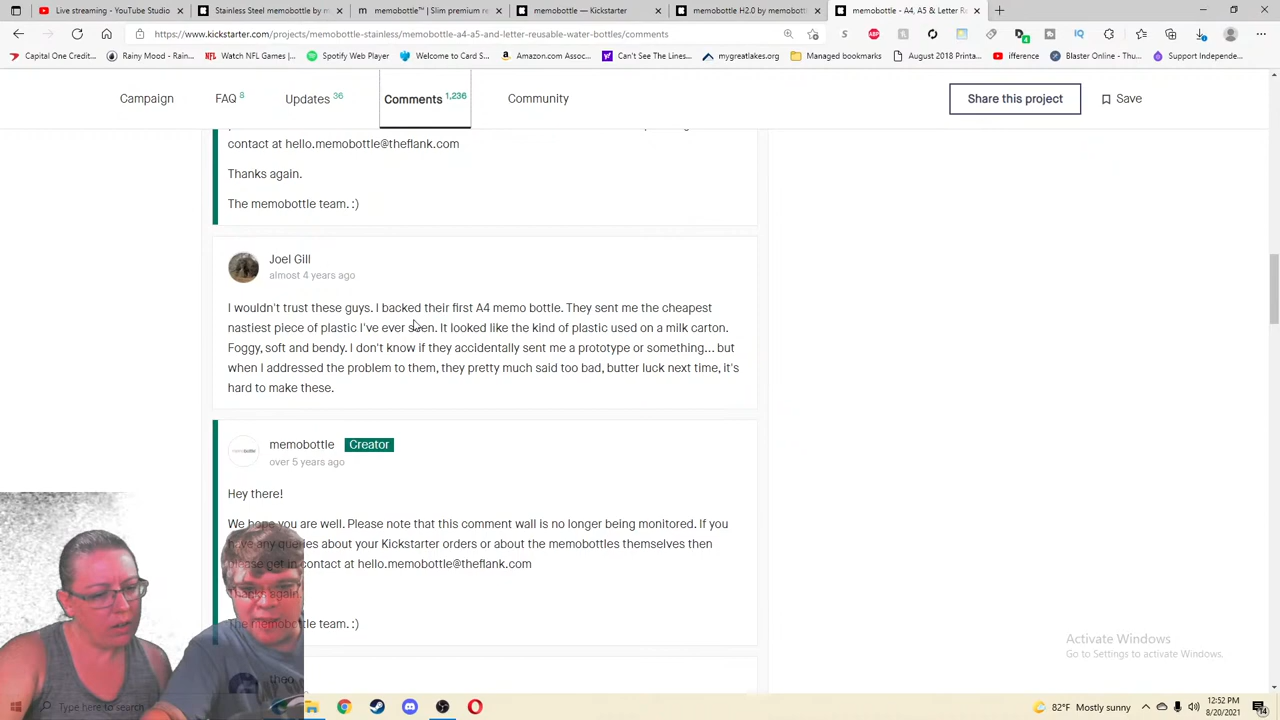 Live streaming - YouTube Studio
Stainless Steel memobottle by m
memobottle™ | Slim premium re
memobottle — Kickstarter
memobottle H2.0 by memobottl
memobottle - A4, A5 & Letter Re
https://www.kickstarter.com/projects/memobottle-stainless/memobottle-a4-a5-and-letter-reusable-water-bottles/comments
Capital One Credit...
Rainy Mood - Rain...
Watch NFL Games |...
Spotify Web Player
Welcome to Card S...
Amazon.com Assoc...
Can't See The Lines...
mygreatlakes.org
Managed bookmarks
August 2018 Printa...
ifference
Blaster Online - Thu...
Support Independe...
Campaign
FAQ 8
Updates 36
Comments 1,236
Community
Share this project
Save
contact at hello.memobottle@theflank.com
Thanks again.
The memobottle team. :)
Joel Gill
almost 4 years ago
I wouldn't trust these guys. I backed their first A4 memo bottle. They sent me the cheapest
nastiest piece of plastic I've ever seen. It looked like the kind of plastic used on a milk carton.
Foggy, soft and bendy. I don't know if they accidentally sent me a prototype or something... but
when I addressed the problem to them, they pretty much said too bad, butter luck next time, it's
hard to make these.
memobottle Creator
over 5 years ago
Hey there!
We hope you are well. Please note that this comment wall is no longer being monitored. If you
have any queries about your Kickstarter orders or about the memobottles themselves then
please get in contact at hello.memobottle@theflank.com
Thanks again.
The memobottle team. :)
theo
Activate Windows
Go to Settings to activate Windows.
Type here to search
82°F Mostly sunny
12:52 PM
8/20/2021